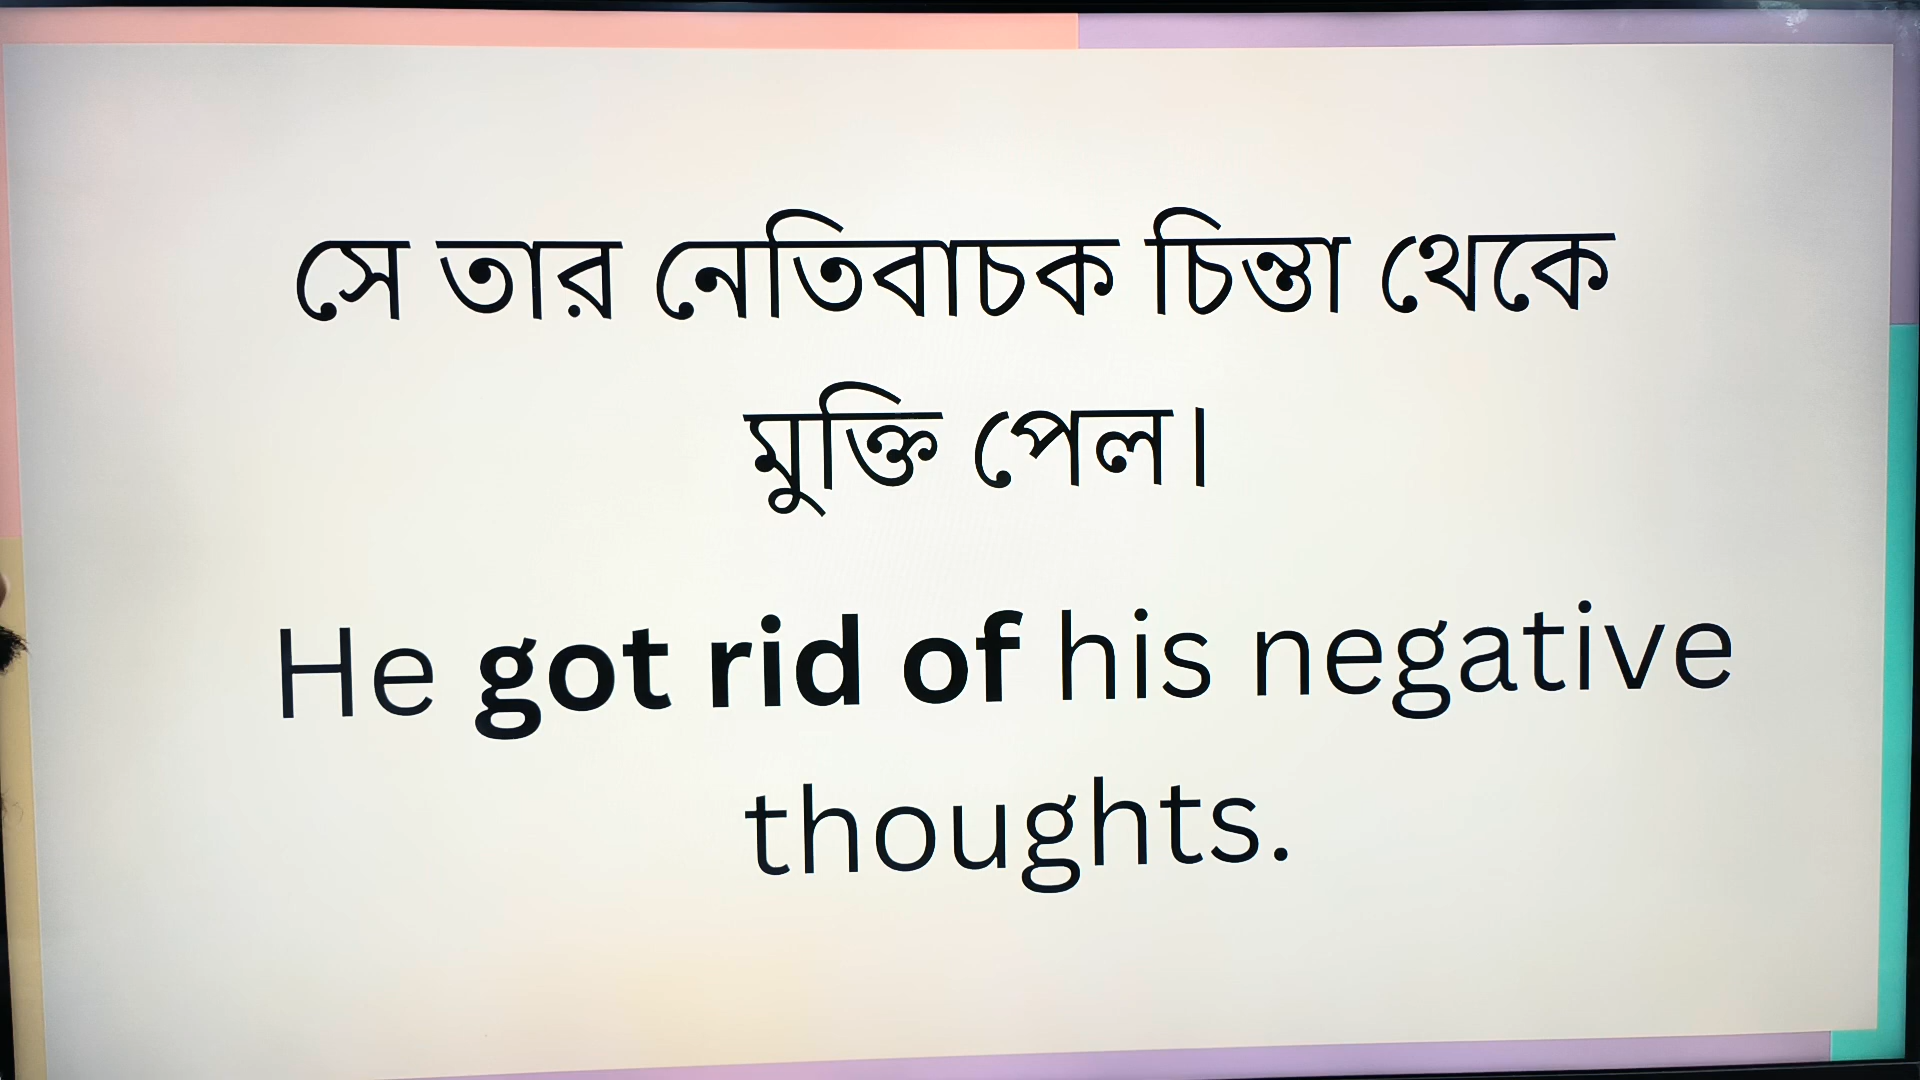 সে তার নেতিবাচক চিন্তা থেকে
মুক্তি পেল।
He got rid of his negative
thoughts.